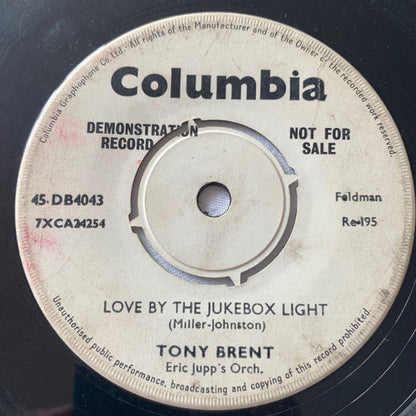 Columbia Graphophone Co Ltd. All rights of the Manufacturer and of the Owner of the recorded work reserved.
Columbia
DEMONSTRATION RECORD
NOT FOR SALE
45-DB4043
7XCA24254
Feldman
Re-195
LOVE BY THE JUKEBOX LIGHT
(Miller-Johnston)
TONY BRENT
Eric Jupp's Orch.
Unauthorised public performance, broadcasting and copying of this record prohibited.